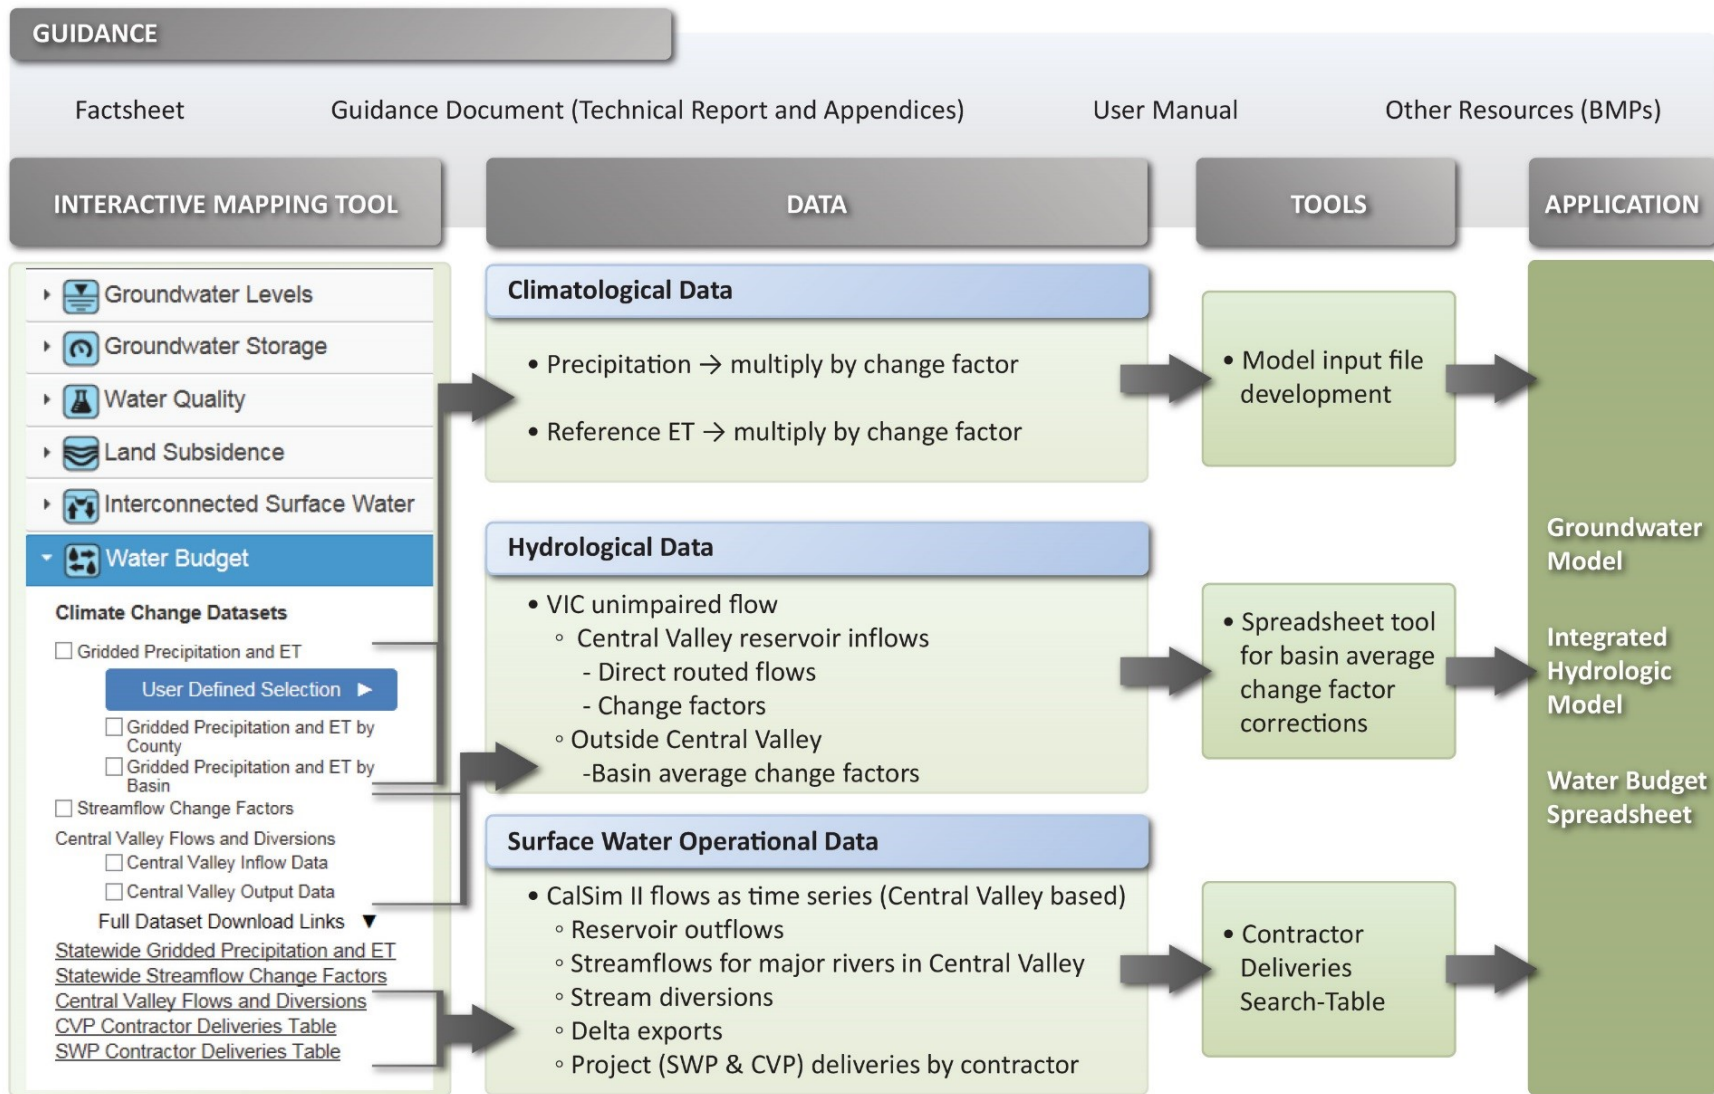 GUIDANCE
Factsheet
Guidance Document (Technical Report and Appendices)
User Manual
Other Resources (BMPs)
INTERACTIVE MAPPING TOOL
DATA
TOOLS
APPLICATION
Groundwater Levels
Groundwater Storage
Water Quality
Land Subsidence
Interconnected Surface Water
Water Budget
Climate Change Datasets
Gridded Precipitation and ET
User Defined Selection ►
Gridded Precipitation and ET by
County
Gridded Precipitation and ET by
Basin
Streamflow Change Factors
Central Valley Flows and Diversions
Central Valley Inflow Data
Central Valley Output Data
Full Dataset Download Links ▼
Statewide Gridded Precipitation and ET
Statewide Streamflow Change Factors
Central Valley Flows and Diversions
CVP Contractor Deliveries Table
SWP Contractor Deliveries Table
Climatological Data
• Precipitation → multiply by change factor
• Reference ET → multiply by change factor
Hydrological Data
• VIC unimpaired flow
◦ Central Valley reservoir inflows
- Direct routed flows
- Change factors
◦ Outside Central Valley
-Basin average change factors
Surface Water Operational Data
• CalSim II flows as time series (Central Valley based)
◦ Reservoir outflows
◦ Streamflows for major rivers in Central Valley
◦ Stream diversions
◦ Delta exports
◦ Project (SWP & CVP) deliveries by contractor
• Model input file
development
• Spreadsheet tool
for basin average
change factor
corrections
• Contractor
Deliveries
Search-Table
Groundwater
Model
Integrated
Hydrologic
Model
Water Budget
Spreadsheet